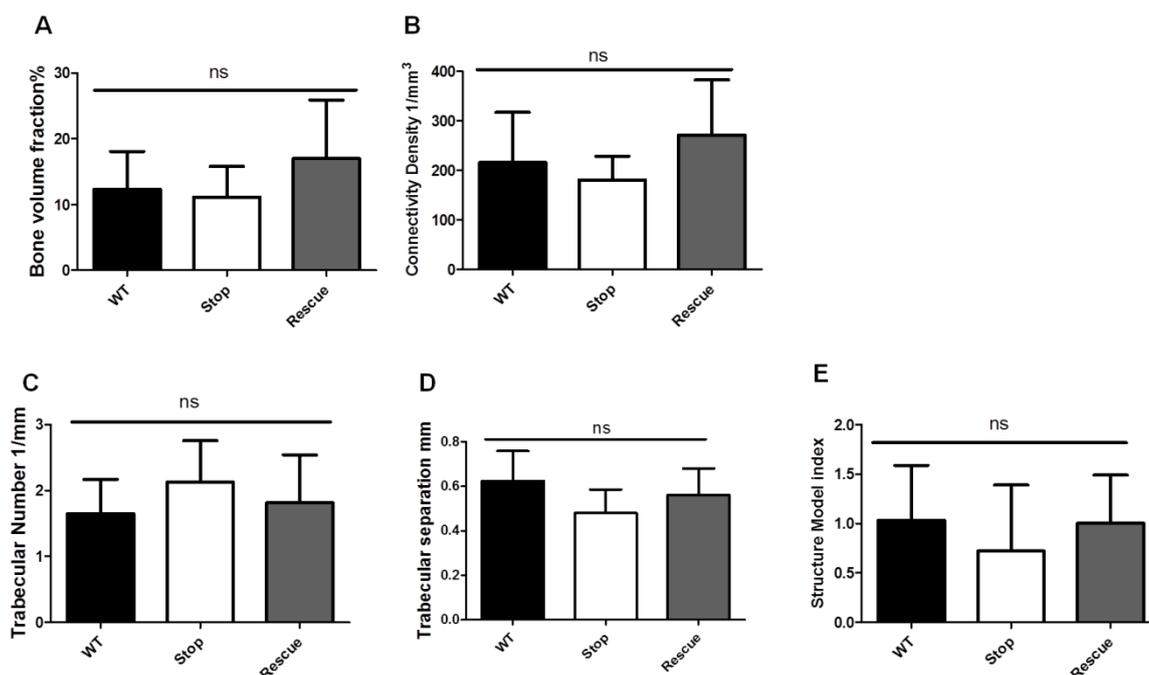 A
Bone volume fraction%
30
20
10
0
ns
WT
Stop
Rescue
B
Connectivity Density 1/mm³
400
300
200
100
0
ns
WT
Stop
Rescue
C
Trabecular Number 1/mm
3
2
1
0
ns
WT
Stop
Rescue
D
Trabecular separation mm
0.8
0.6
0.4
0.2
0.0
ns
WT
Stop
Rescue
E
Structure Model index
2.0
1.5
1.0
0.5
0.0
ns
WT
Stop
Rescue